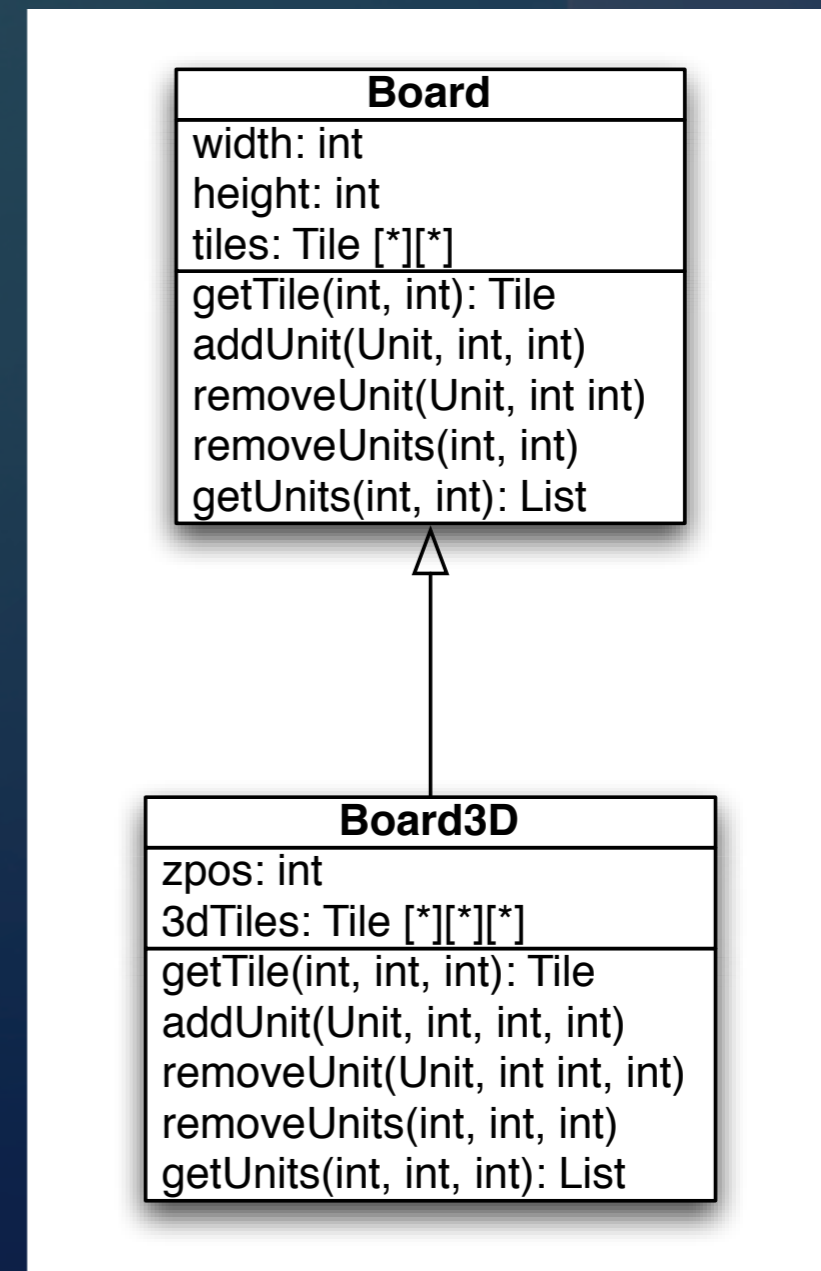 Board
width: int
height: int
tiles: Tile [*][*]
getTile(int, int): Tile
addUnit(Unit, int, int)
removeUnit(Unit, int int)
removeUnits(int, int)
getUnits(int, int): List
Board3D
zpos: int
3dTiles: Tile [*][*][*]
getTile(int, int, int): Tile
addUnit(Unit, int, int, int)
removeUnit(Unit, int int, int)
removeUnits(int, int, int)
getUnits(int, int, int): List